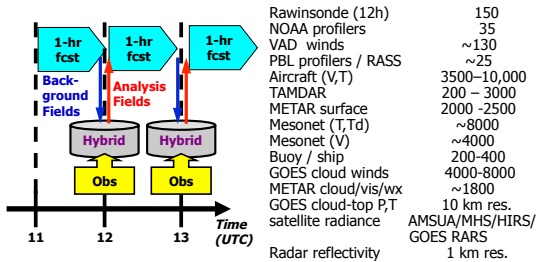 1-hr
fcst
1-hr
fcst
1-hr
fcst
Back-
ground
Fields
Analysis
Fields
Hybrid
Hybrid
Obs
Obs
11
12
13
Time
(UTC)
Rawinsonde (12h) 150
NOAA profilers 35
VAD winds ~130
PBL profilers / RASS ~25
Aircraft (V,T) 3500–10,000
TAMDAR 200 – 3000
METAR surface 2000 -2500
Mesonet (T,Td) ~8000
Mesonet (V) ~4000
Buoy / ship 200-400
GOES cloud winds 4000-8000
METAR cloud/vis/wx ~1800
GOES cloud-top P,T 10 km res.
satellite radiance AMSUA/MHS/HIRS/
GOES RARS
Radar reflectivity 1 km res.